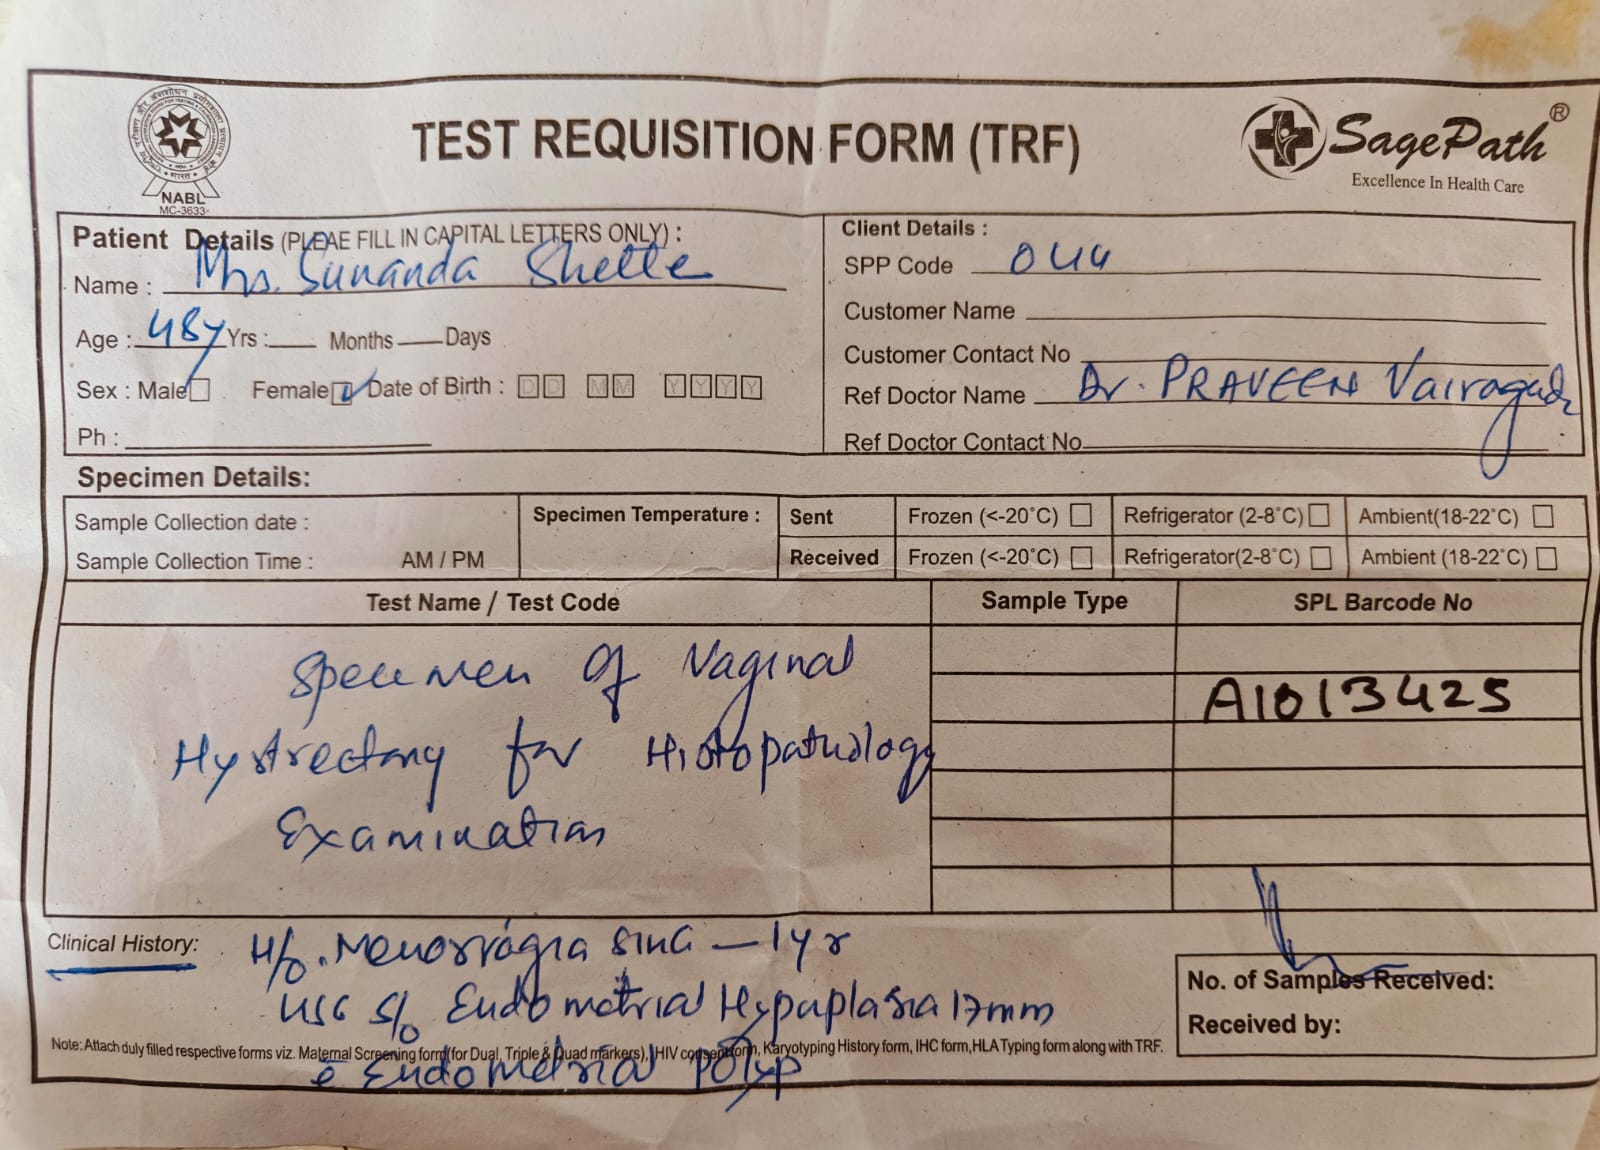 TEST REQUISITION FORM (TRF)
NABL
MC-3633
SagePath®
Excellence In Health Care
Patient Details (PLEAE FILL IN CAPITAL LETTERS ONLY) :
Name : Mrs. Sunanda Shette
Age : 48y Yrs : Months Days
Sex : Male Female Date of Birth : DD MM YYYY
Ph :
Client Details :
SPP Code 044
Customer Name
Customer Contact No
Ref Doctor Name Dr. PRAVEEN
Ref Doctor Contact No
Specimen Details:
Sample Collection date :
Sample Collection Time : AM / PM
Specimen Temperature :
Sent Frozen (<-20°C) Refrigerator (2-8°C) Ambient(18-22°C)
Received Frozen (<-20°C) Refrigerator(2-8°C) Ambient (18-22°C)
Test Name / Test Code Sample Type SPL Barcode No
Specimen Of Vaginal
Hystrectomy for Histopathology
Examination
A1013425
Clinical History: H/o. Menorragia sinc — 1yr
USG S/o Endometrial Hypaplasia 17mm
Note: Attach duly filled respective forms viz. Maternal Screening form(for Dual, Triple & Quad markers), HIV consent form, Karyotyping History form, IHC form,HLA Typing form along with TRF.
c̄ Endometrial polyp
No. of Samples Received:
Received by: